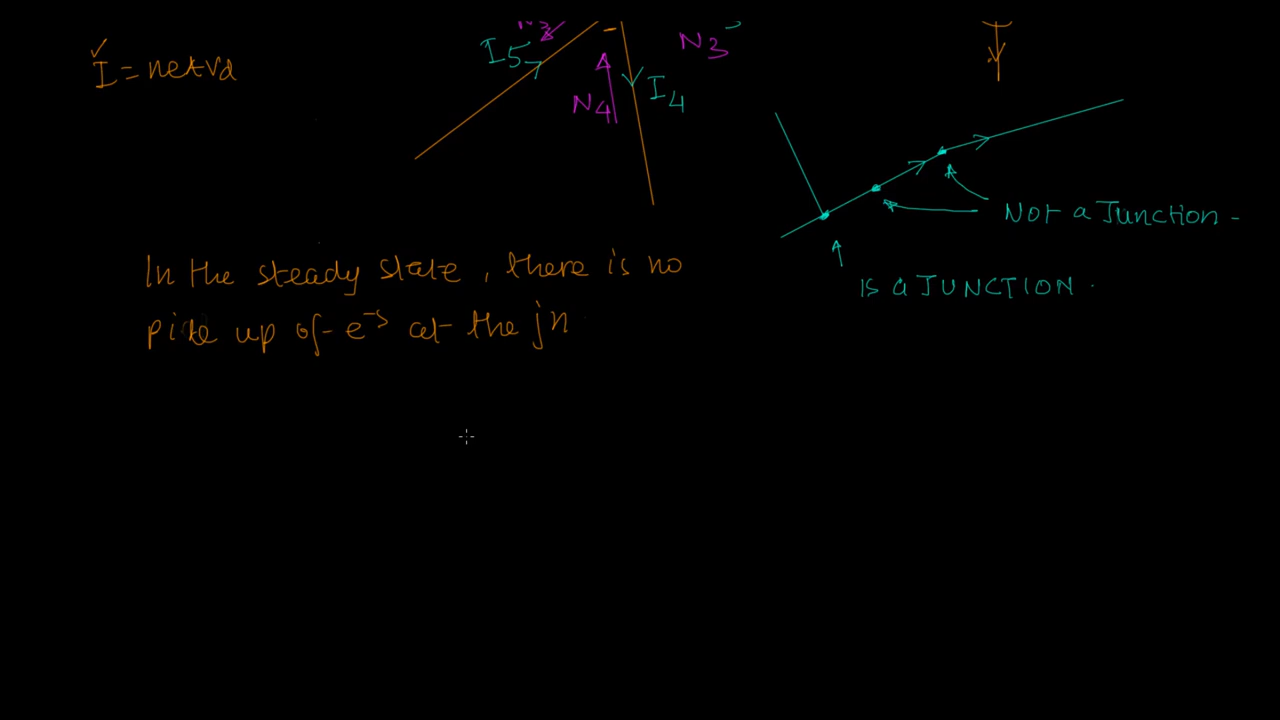 I = neAvd
I5
N3
N4
I4
Not a Junction -
IS a JUNCTION .
In the steady state, there is no
pile up of e-s at the jn